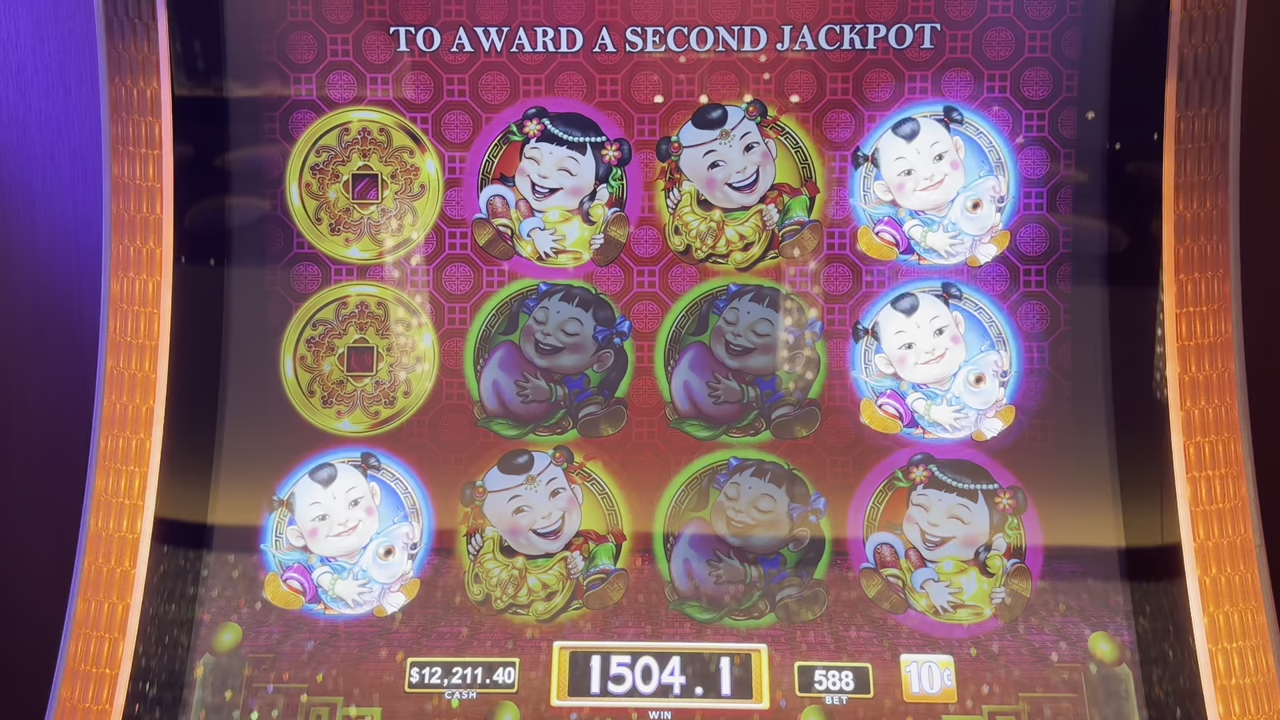 TO AWARD A SECOND JACKPOT
$12,211.40
CASH
1504.1
WIN
588
BET
10¢